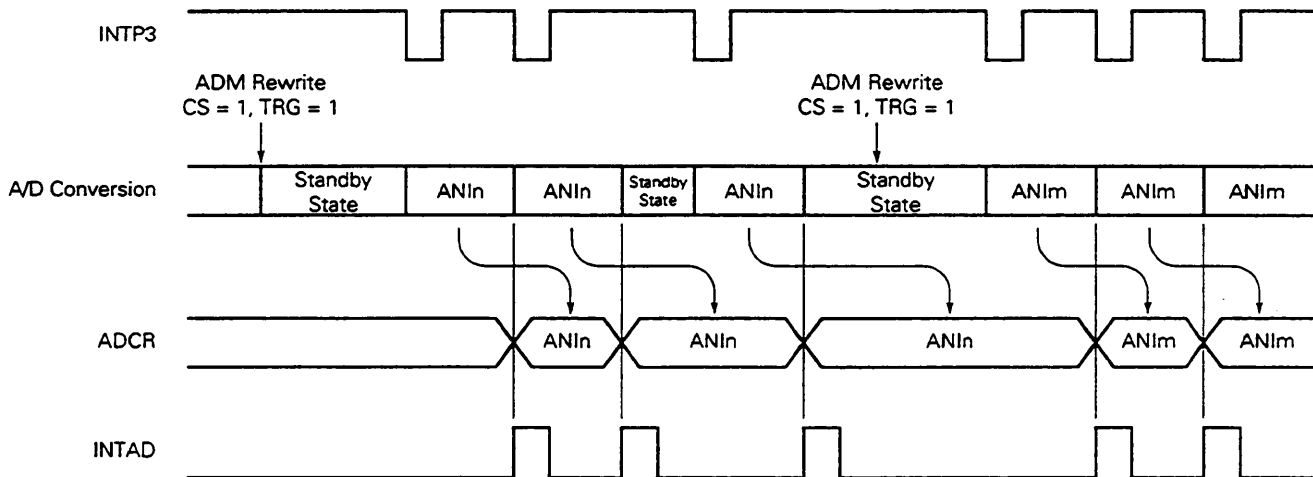 INTP3
ADM Rewrite
CS = 1, TRG = 1
ADM Rewrite
CS = 1, TRG = 1
A/D Conversion
Standby
State
ANIn
ANIn
Standby
State
ANIn
Standby
State
ANIm
ANIm
ANIm
ADCR
ANIn
ANIn
ANIn
ANIm
ANIm
INTAD